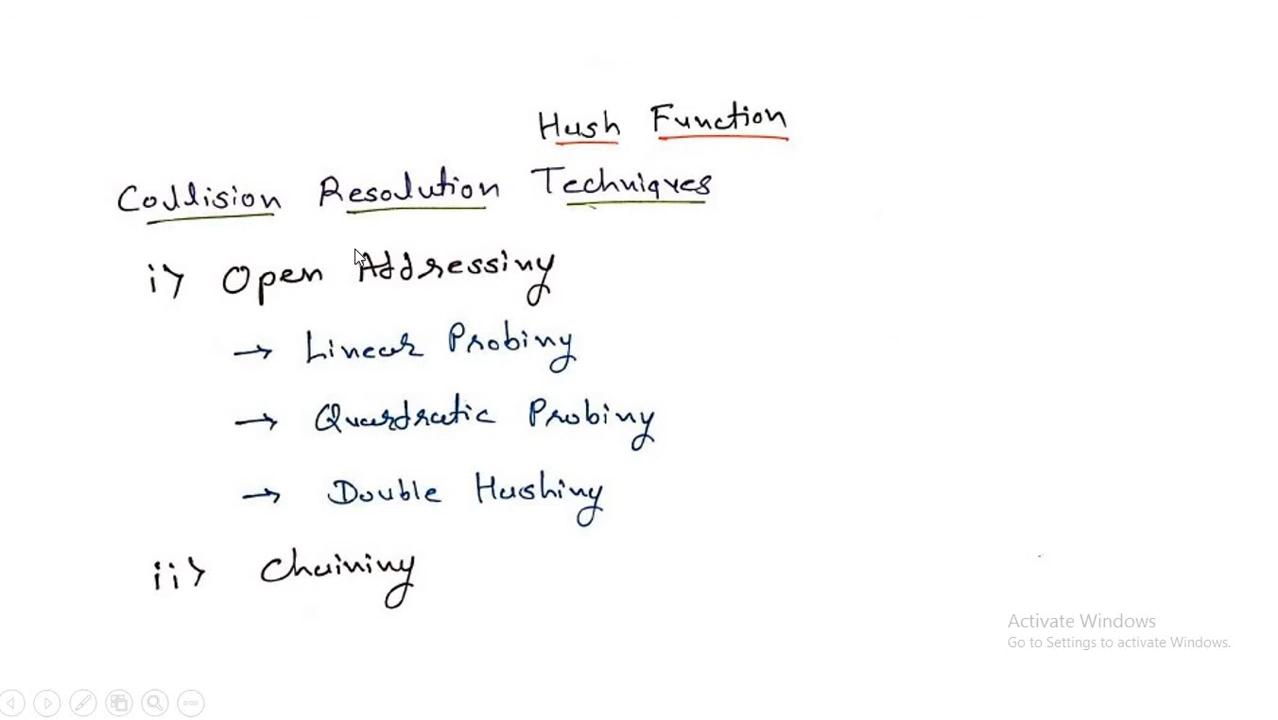 Hash Function
Collision Resolution Techniques
i> Open Addressing
→ Linear Probing
→ Quardratic Probing
→ Double Hashing
ii> Chaining
Activate Windows
Go to Settings to activate Windows.